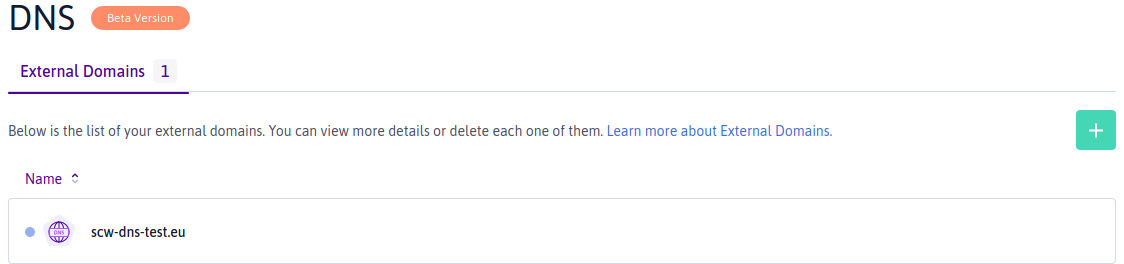 DNS Beta Version
External Domains 1
Below is the list of your external domains. You can view more details or delete each one of them. Learn more about External Domains.
+
Name
DNS scw-dns-test.eu